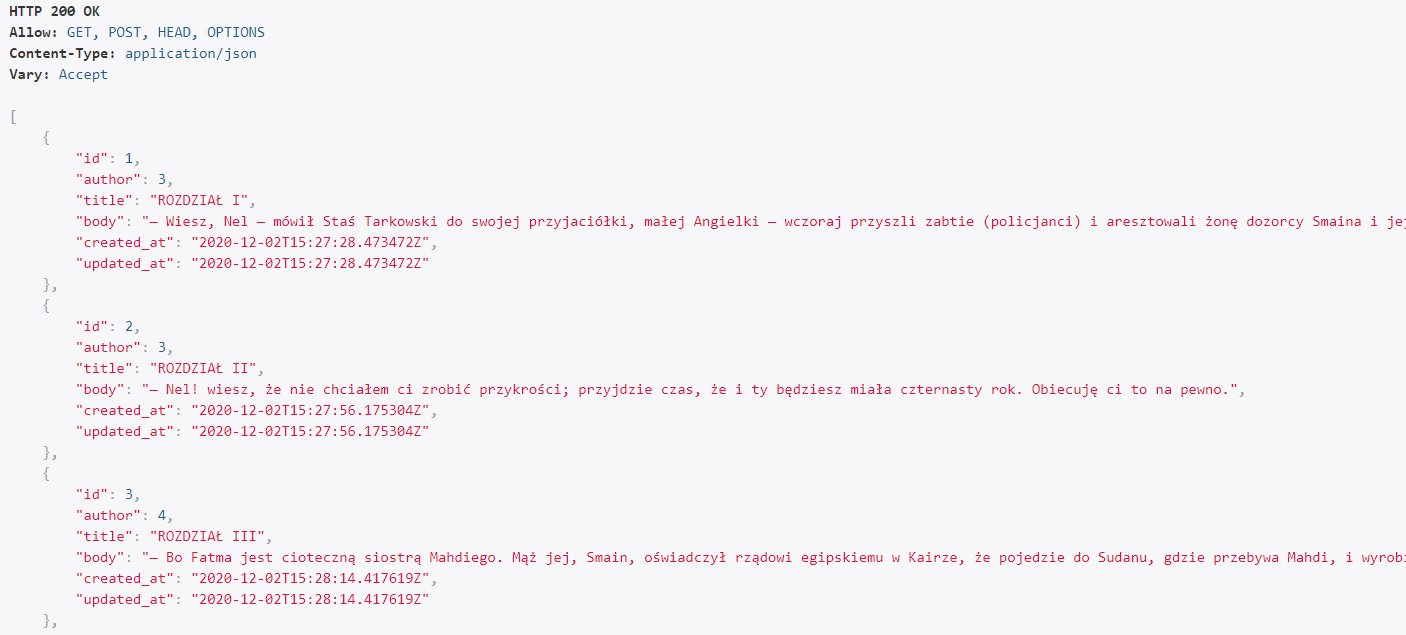 HTTP 200 OK
Allow: GET, POST, HEAD, OPTIONS
Content-Type: application/json
Vary: Accept
[
{
"id": 1,
"author": 3,
"title": "ROZDZIAŁ I",
"body": "— Wiesz, Nel — mówił Staś Tarkowski do swojej przyjaciółki, małej Angielki — wczoraj przyszli zabtie (policjanci) i aresztowali żonę dozorcy Smaina i jej
"created_at": "2020-12-02T15:27:28.473472Z",
"updated_at": "2020-12-02T15:27:28.473472Z"
},
{
"id": 2,
"author": 3,
"title": "ROZDZIAŁ II",
"body": "— Nel! wiesz, że nie chciałem ci zrobić przykrości; przyjdzie czas, że i ty będziesz miała czternasty rok. Obiecuję ci to na pewno.",
"created_at": "2020-12-02T15:27:56.175304Z",
"updated_at": "2020-12-02T15:27:56.175304Z"
},
{
"id": 3,
"author": 4,
"title": "ROZDZIAŁ III",
"body": "— Bo Fatma jest cioteczną siostrą Mahdiego. Mąż jej, Smain, oświadczył rządowi egipskiemu w Kairze, że pojedzie do Sudanu, gdzie przebywa Mahdi, i wyrobi
"created_at": "2020-12-02T15:28:14.417619Z",
"updated_at": "2020-12-02T15:28:14.417619Z"
},